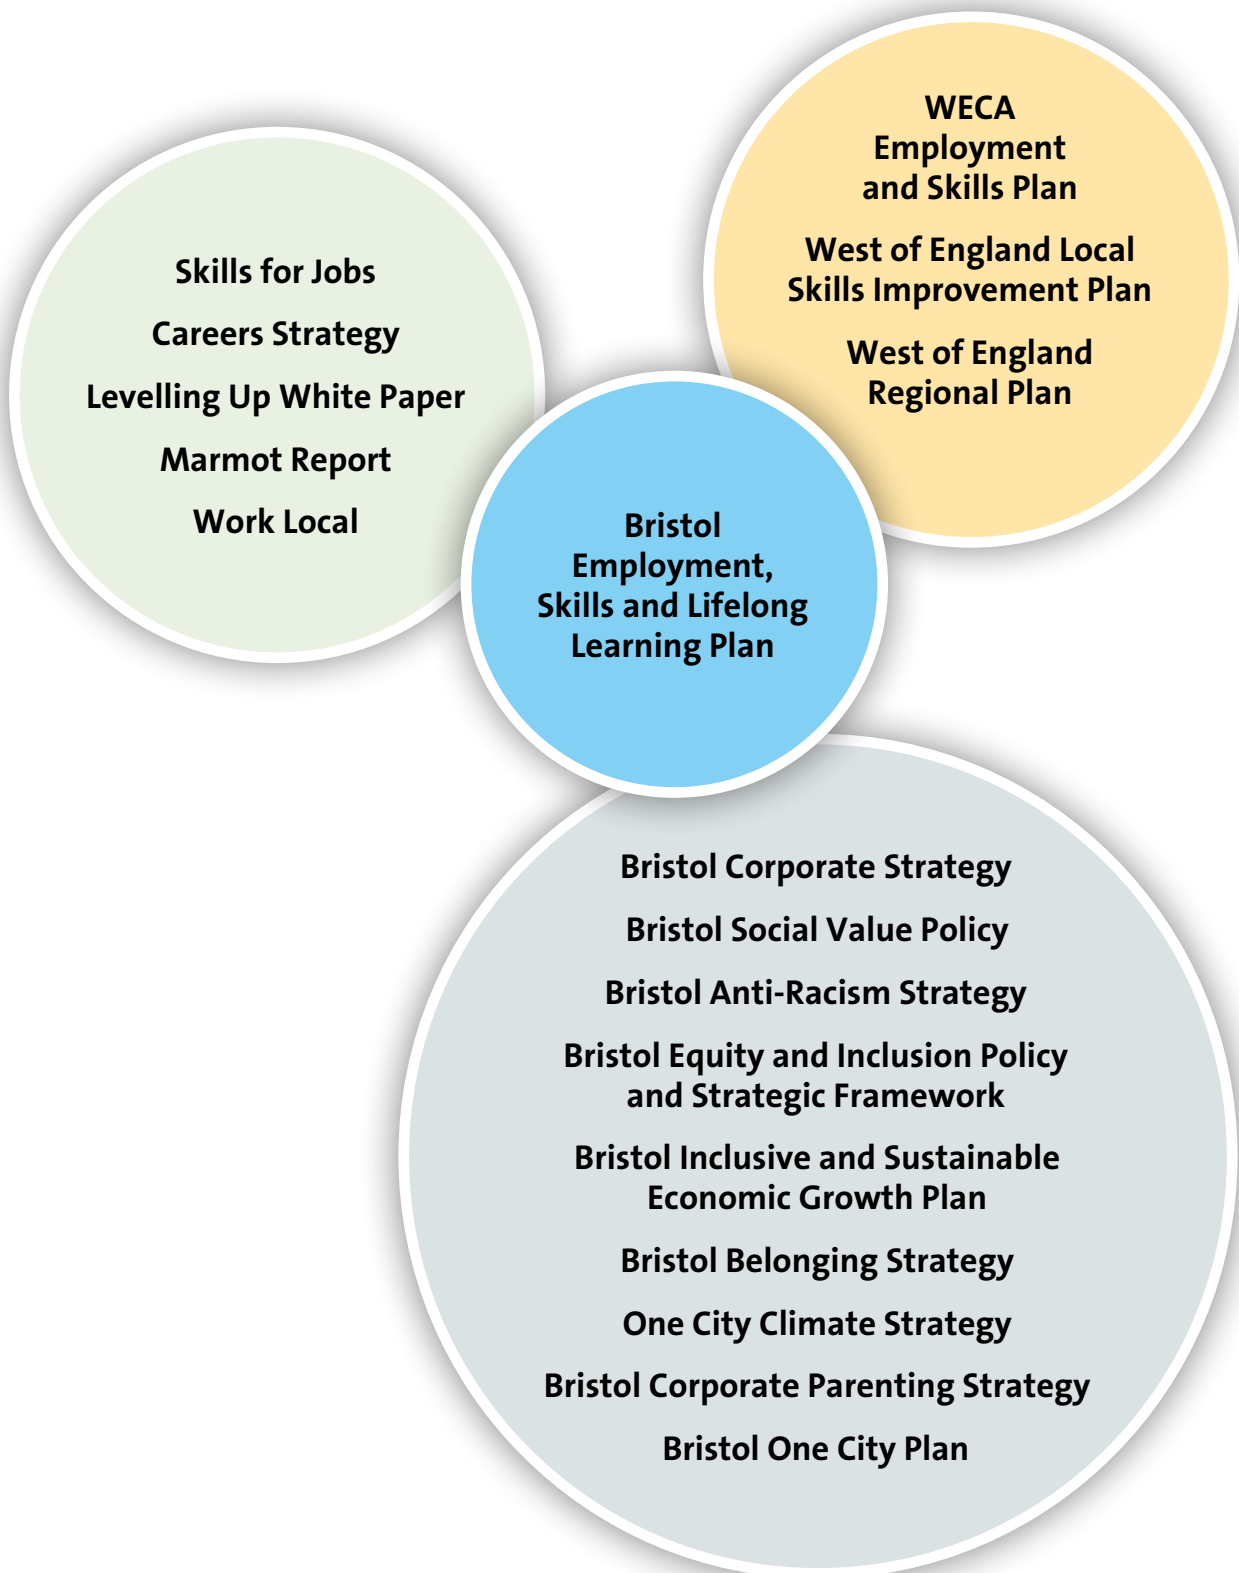 Skills for Jobs
Careers Strategy
Levelling Up White Paper
Marmot Report
Work Local
WECA
Employment
and Skills Plan
West of England Local
Skills Improvement Plan
West of England
Regional Plan
Bristol
Employment,
Skills and Lifelong
Learning Plan
Bristol Corporate Strategy
Bristol Social Value Policy
Bristol Anti-Racism Strategy
Bristol Equity and Inclusion Policy
and Strategic Framework
Bristol Inclusive and Sustainable
Economic Growth Plan
Bristol Belonging Strategy
One City Climate Strategy
Bristol Corporate Parenting Strategy
Bristol One City Plan